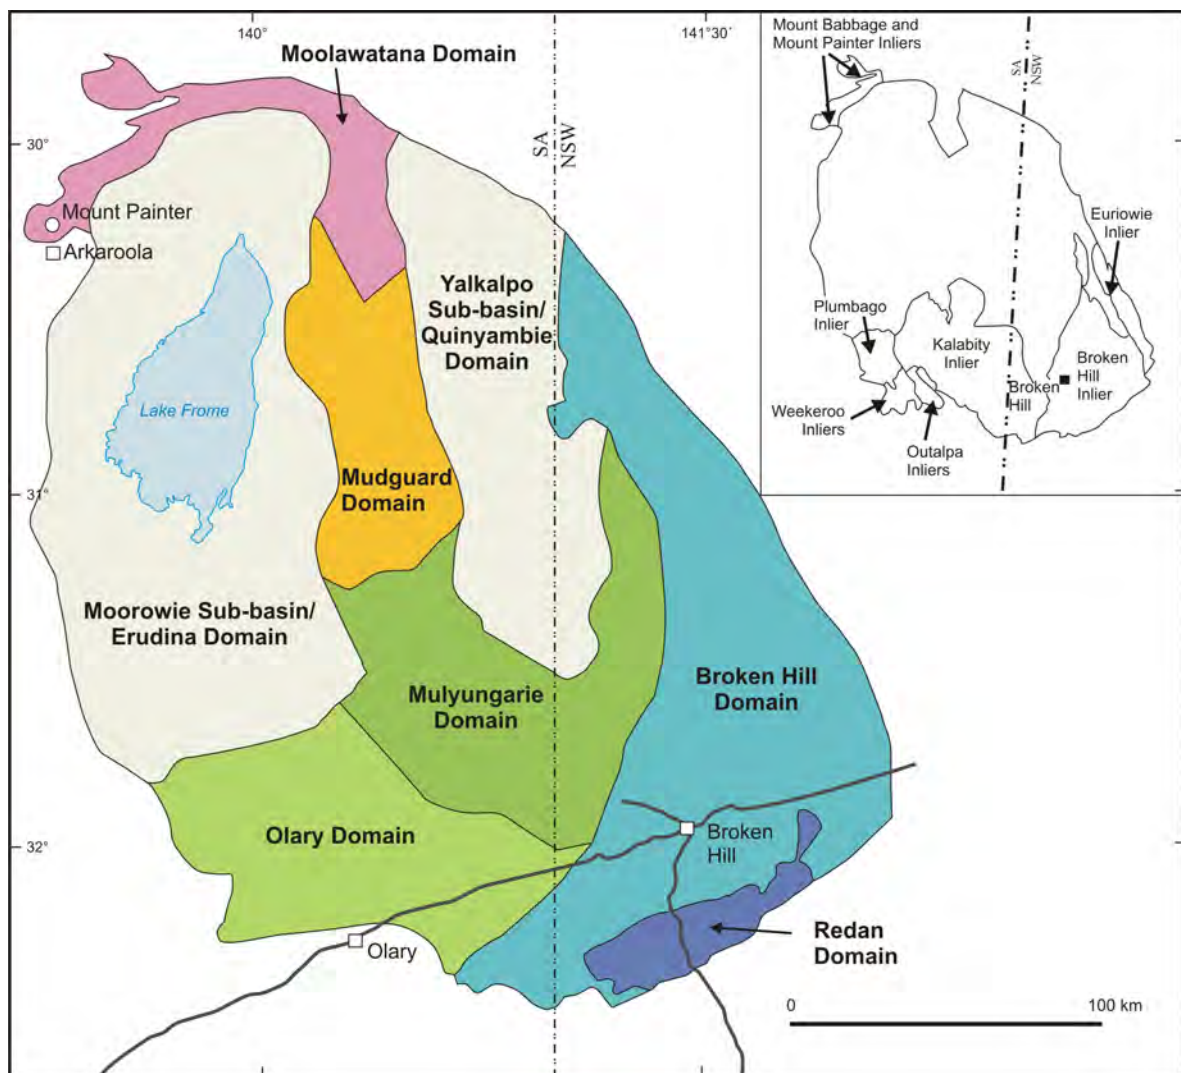 140°
141°30'
Moolawatana Domain
SA
NSW
30°
Mount Painter
Arkaroola
Yalkalpo
Sub-basin/
Quinyambie
Domain
Lake Frome
Mudguard
Domain
31°
Moorowie Sub-basin/
Erudina Domain
Mulyungarie
Domain
Broken Hill
Domain
Olary Domain
32°
Broken
Hill
Olary
Redan
Domain
0
100 km
Mount Babbage and
Mount Painter Inliers
SA
NSW
Euriowie
Inlier
Plumbago
Inlier
Kalabity
Inlier
Broken
Hill
Inlier
Broken
Hill
Weekeroo
Inliers
Outalpa
Inliers